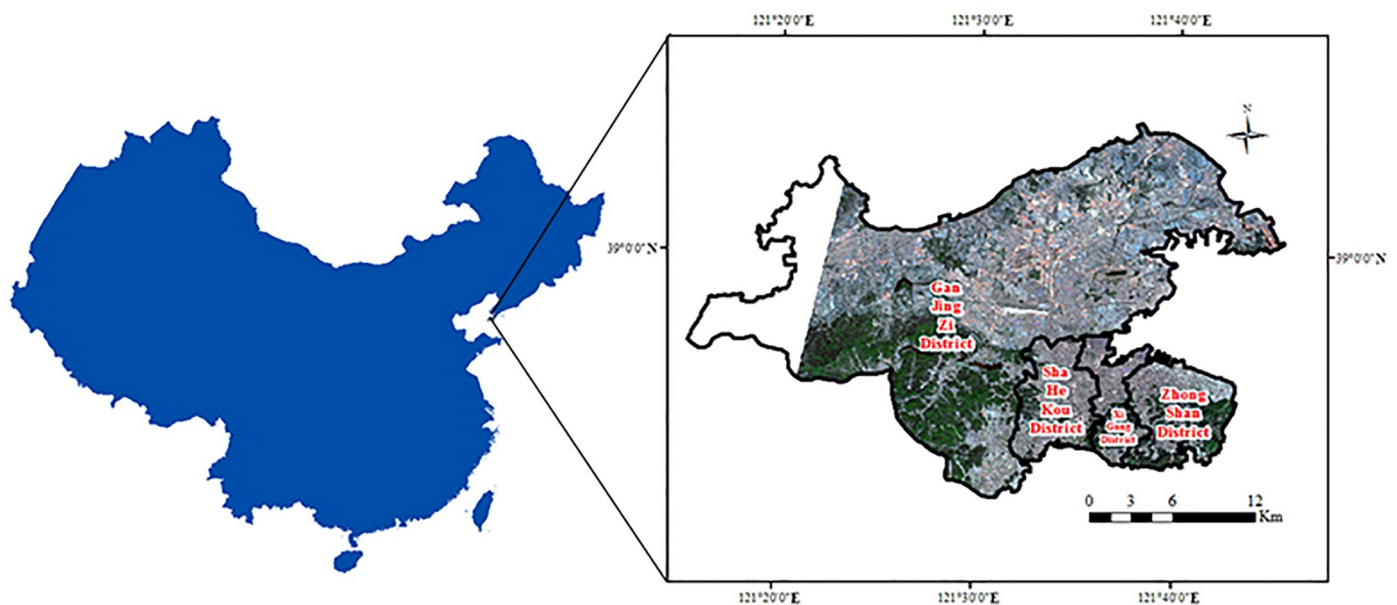 121°20'0"E 121°30'0"E 121°40'0"E
N
39°0'0"N
39°0'0"N
Gan
Jing
Zi
District
Sha
He
Kou
District
Xi
Gang
District
Zhong
Shan
District
0 3 6 12
Km
121°20'0"E 121°30'0"E 121°40'0"E